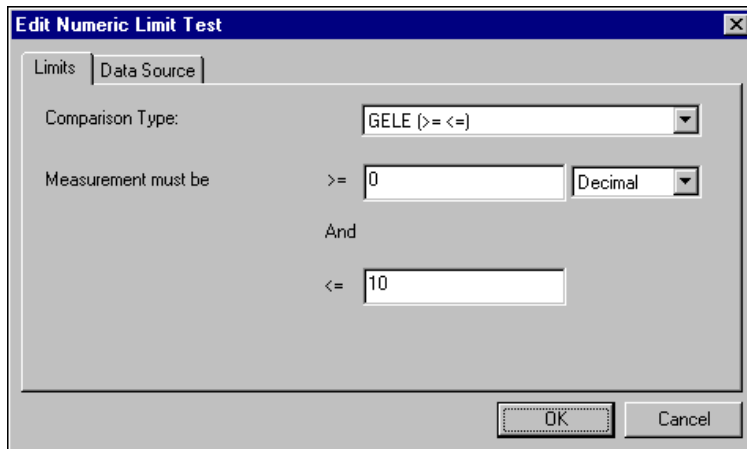 Edit Numeric Limit Test
Limits Data Source
Comparison Type: GELE (>= <=)
Measurement must be >= 0 Decimal
And
<= 10
OK Cancel